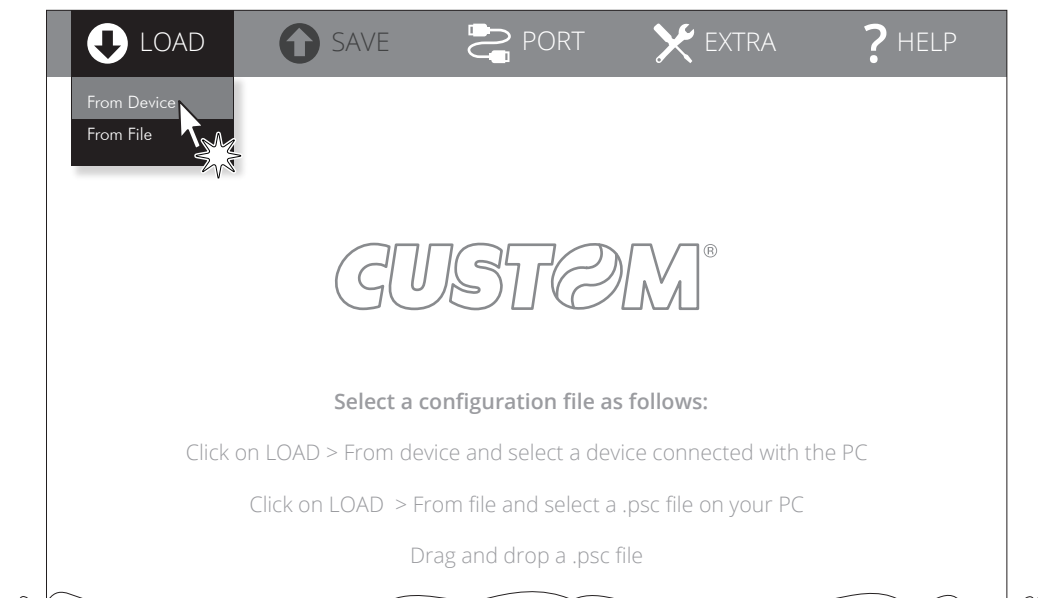 LOAD SAVE PORT EXTRA ? HELP
From Device
From File
CUSTOM®
Select a configuration file as follows:
Click on LOAD > From device and select a device connected with the PC
Click on LOAD > From file and select a .psc file on your PC
Drag and drop a .psc file